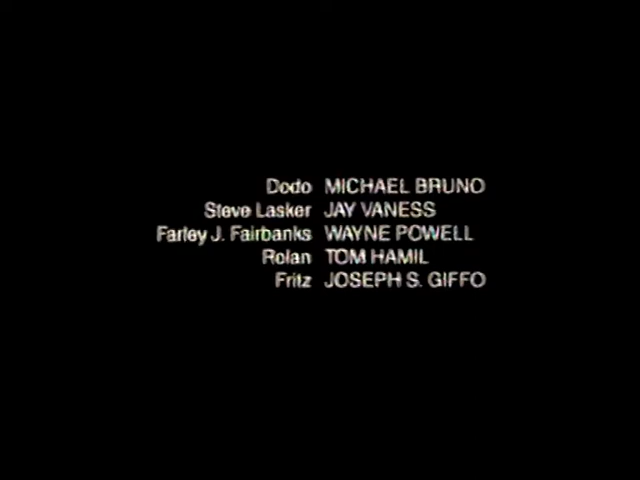 Dodo MICHAEL BRUNO
Steve Lasker JAY VANESS
Farley J. Fairbanks WAYNE POWELL
Rolan TOM HAMIL
Fritz JOSEPH S. GIFFO